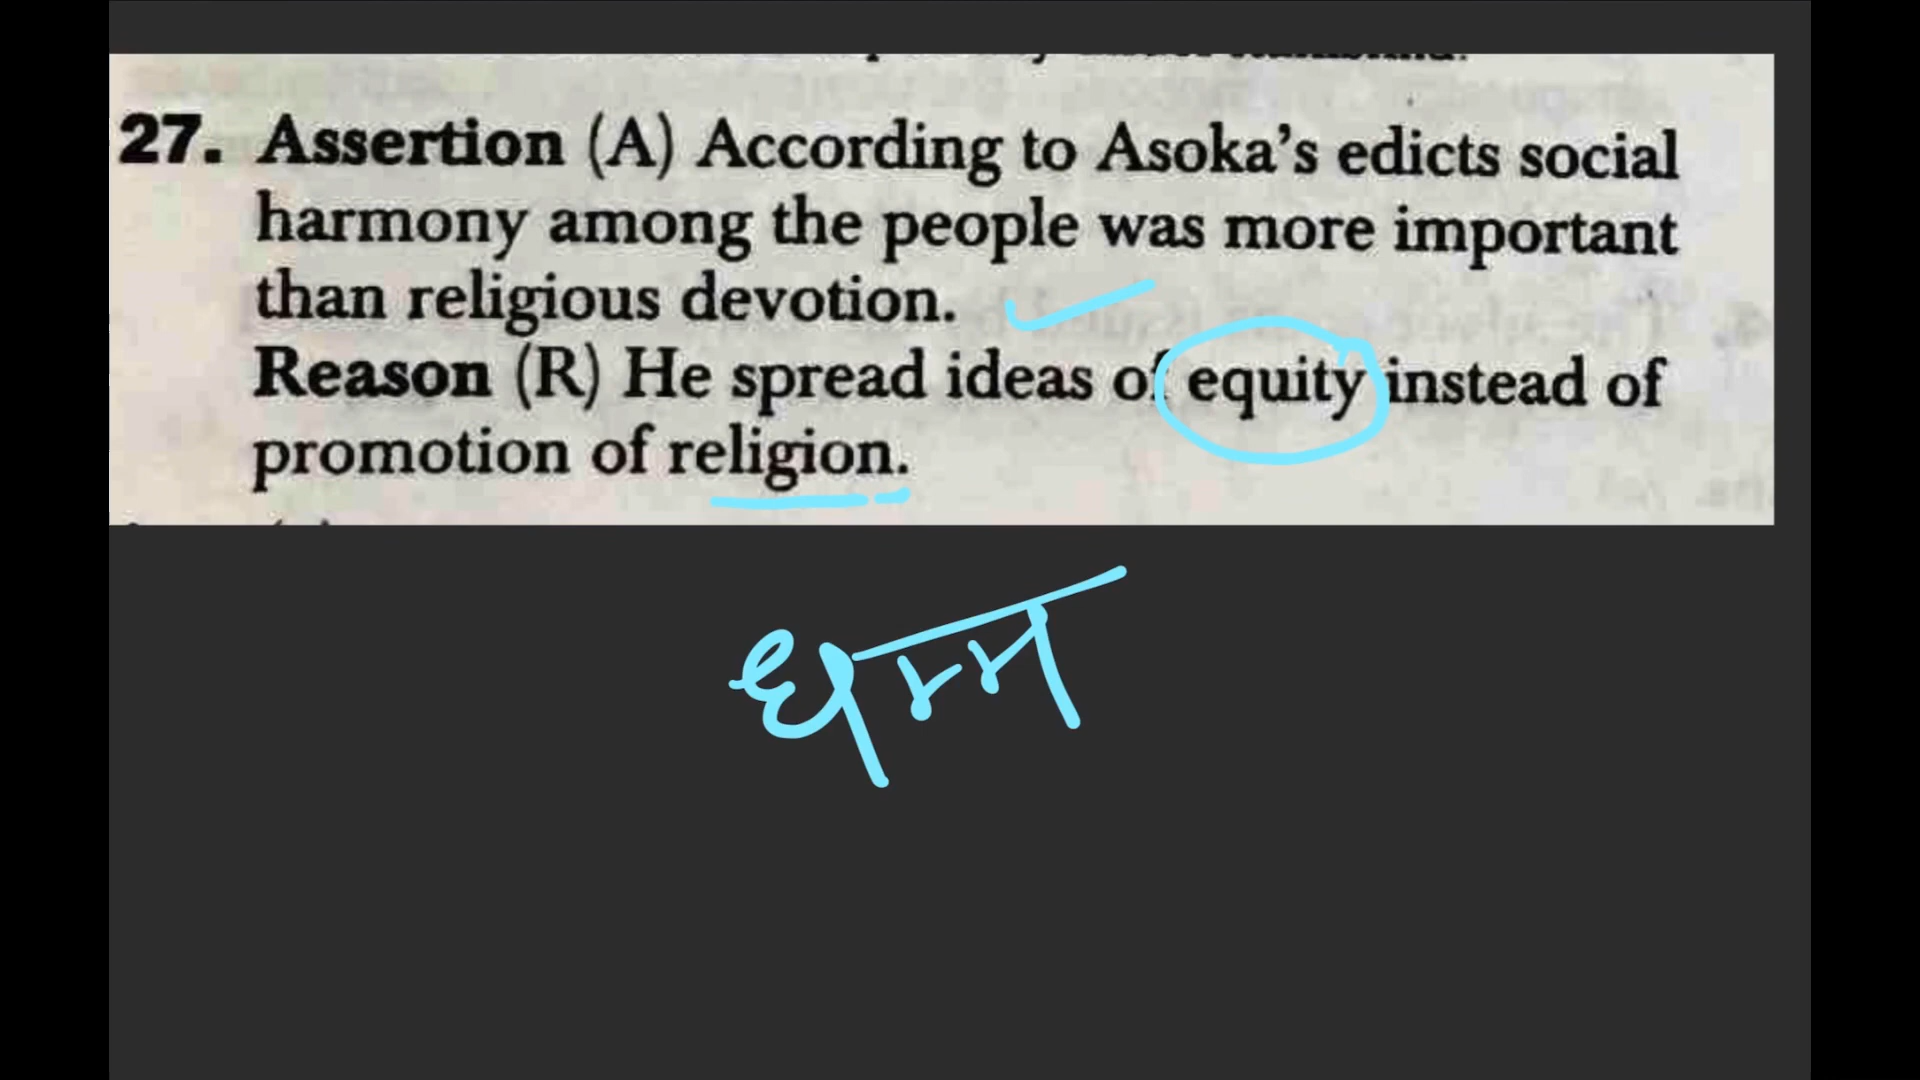 27. Assertion (A) According to Asoka's edicts social
harmony among the people was more important
than religious devotion.
Reason (R) He spread ideas of equity instead of
promotion of religion.
धम्म